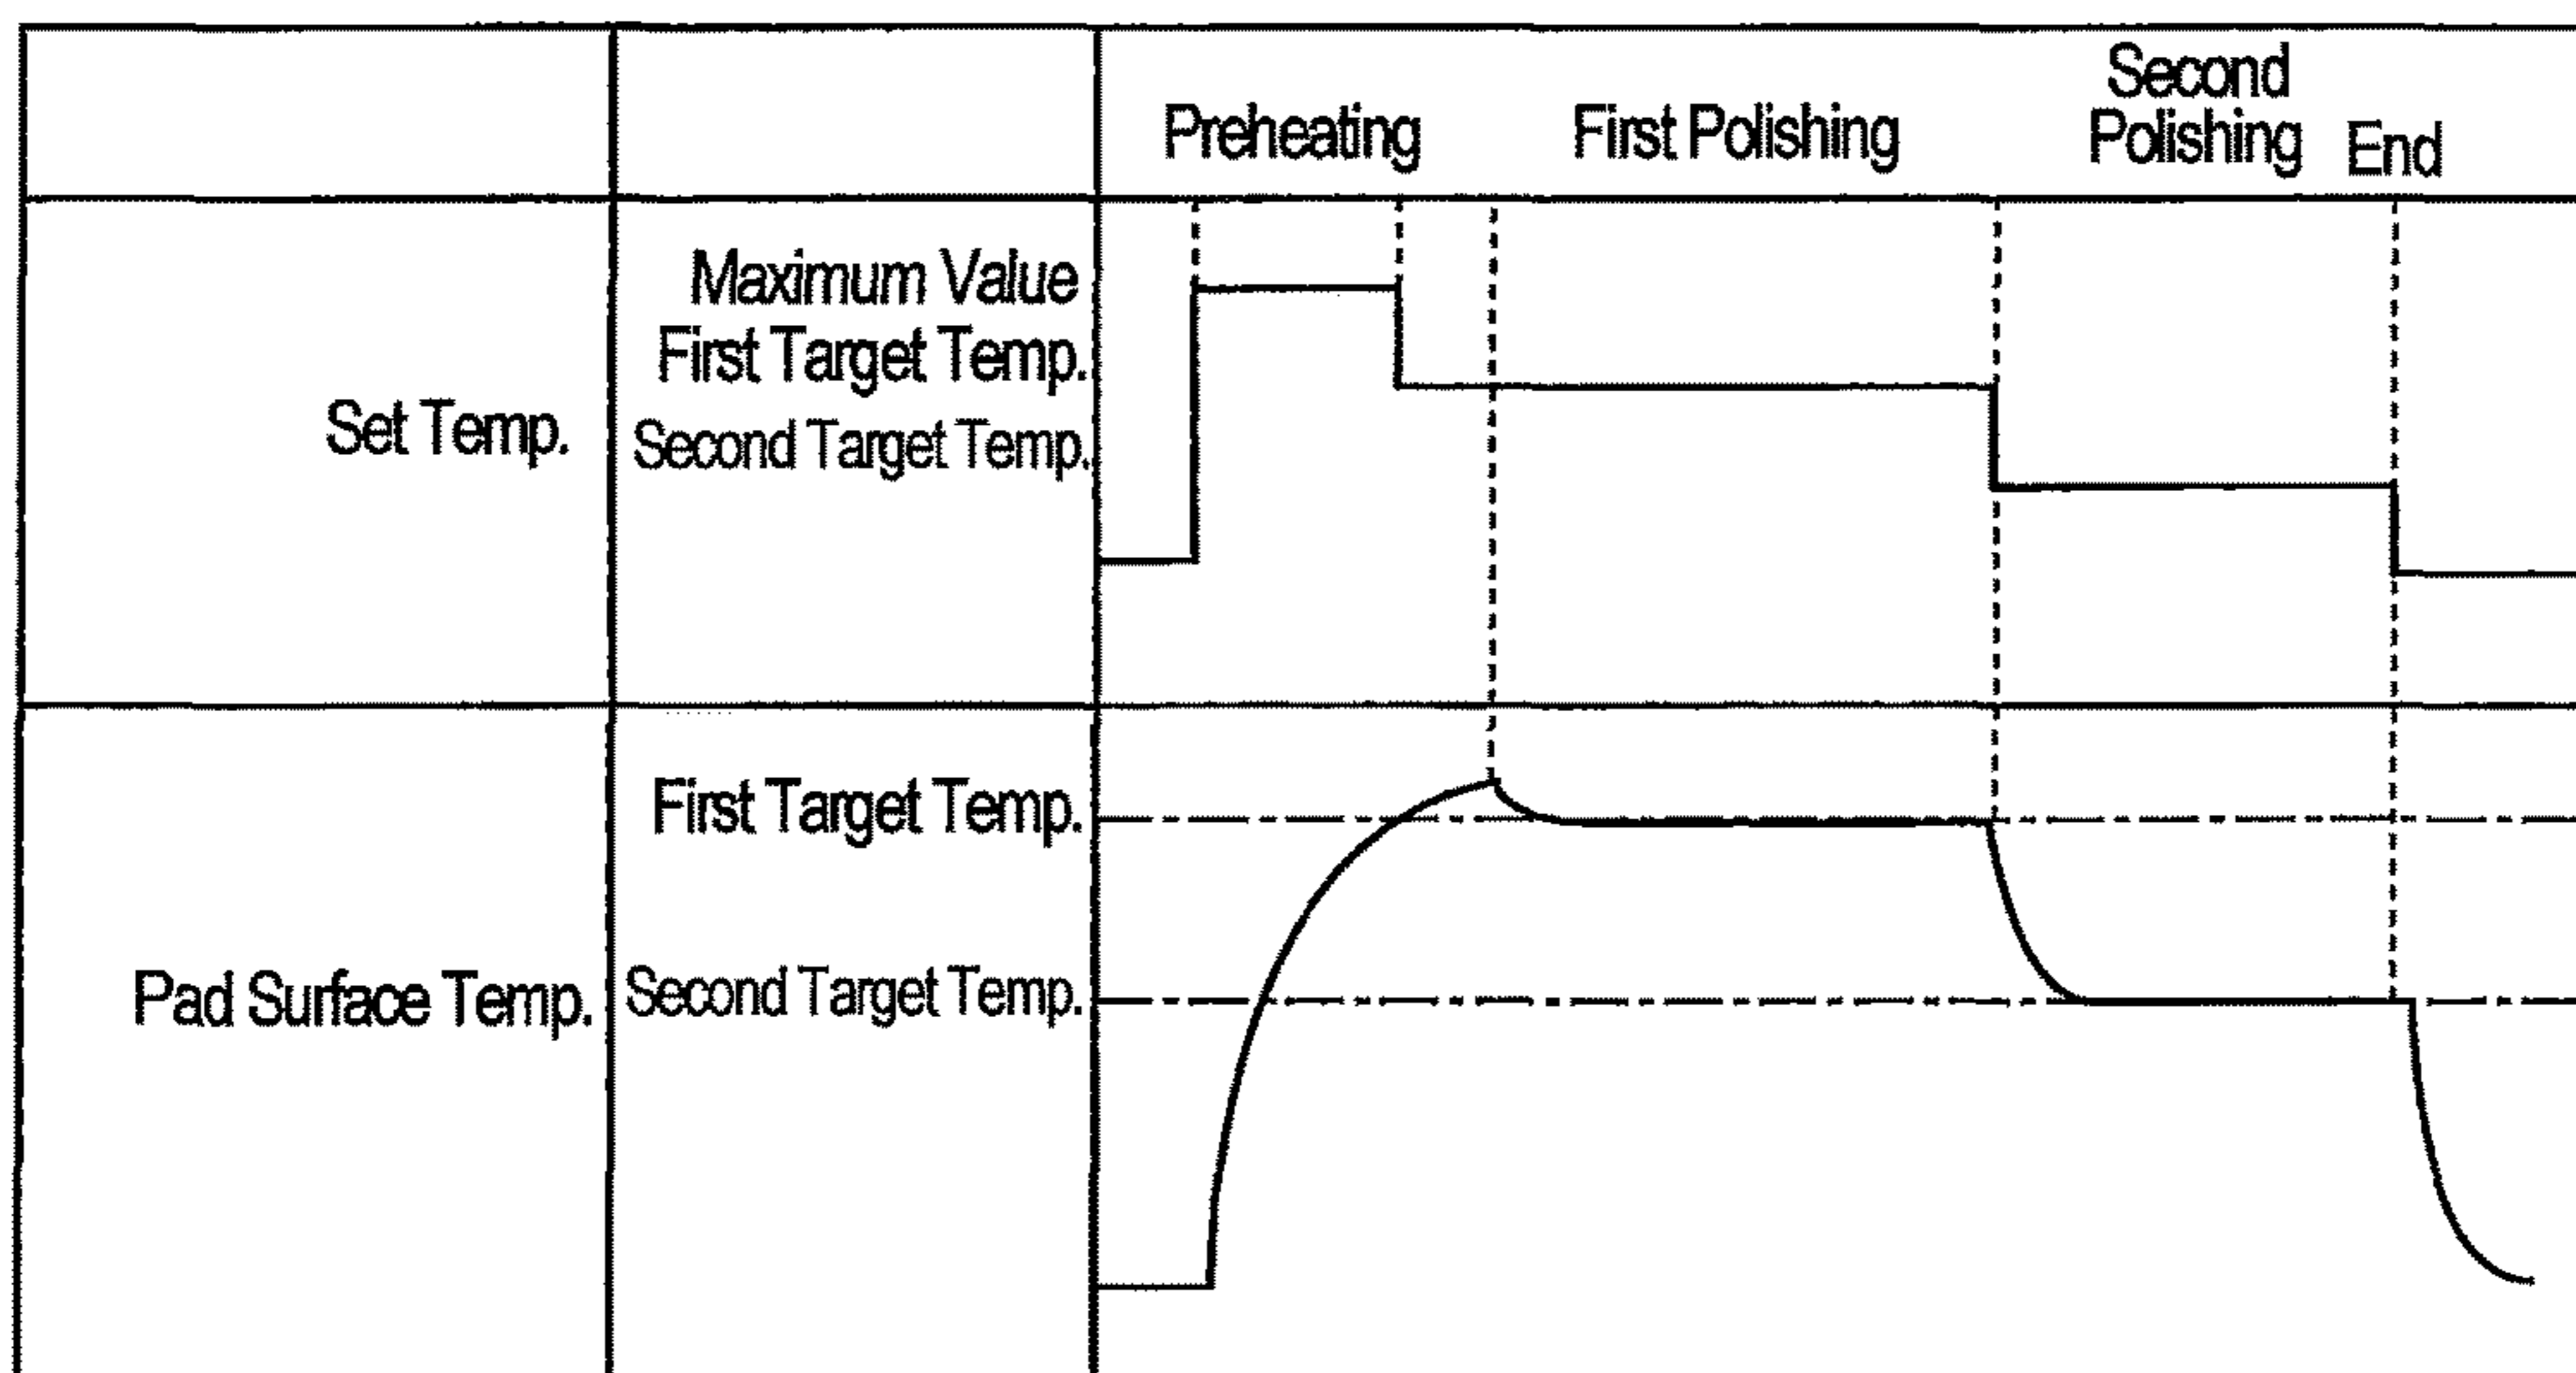 Preheating
First Polishing
Second
Polishing
End
Set Temp.
Maximum Value
First Target Temp.
Second Target Temp.
Pad Surface Temp.
First Target Temp.
Second Target Temp.